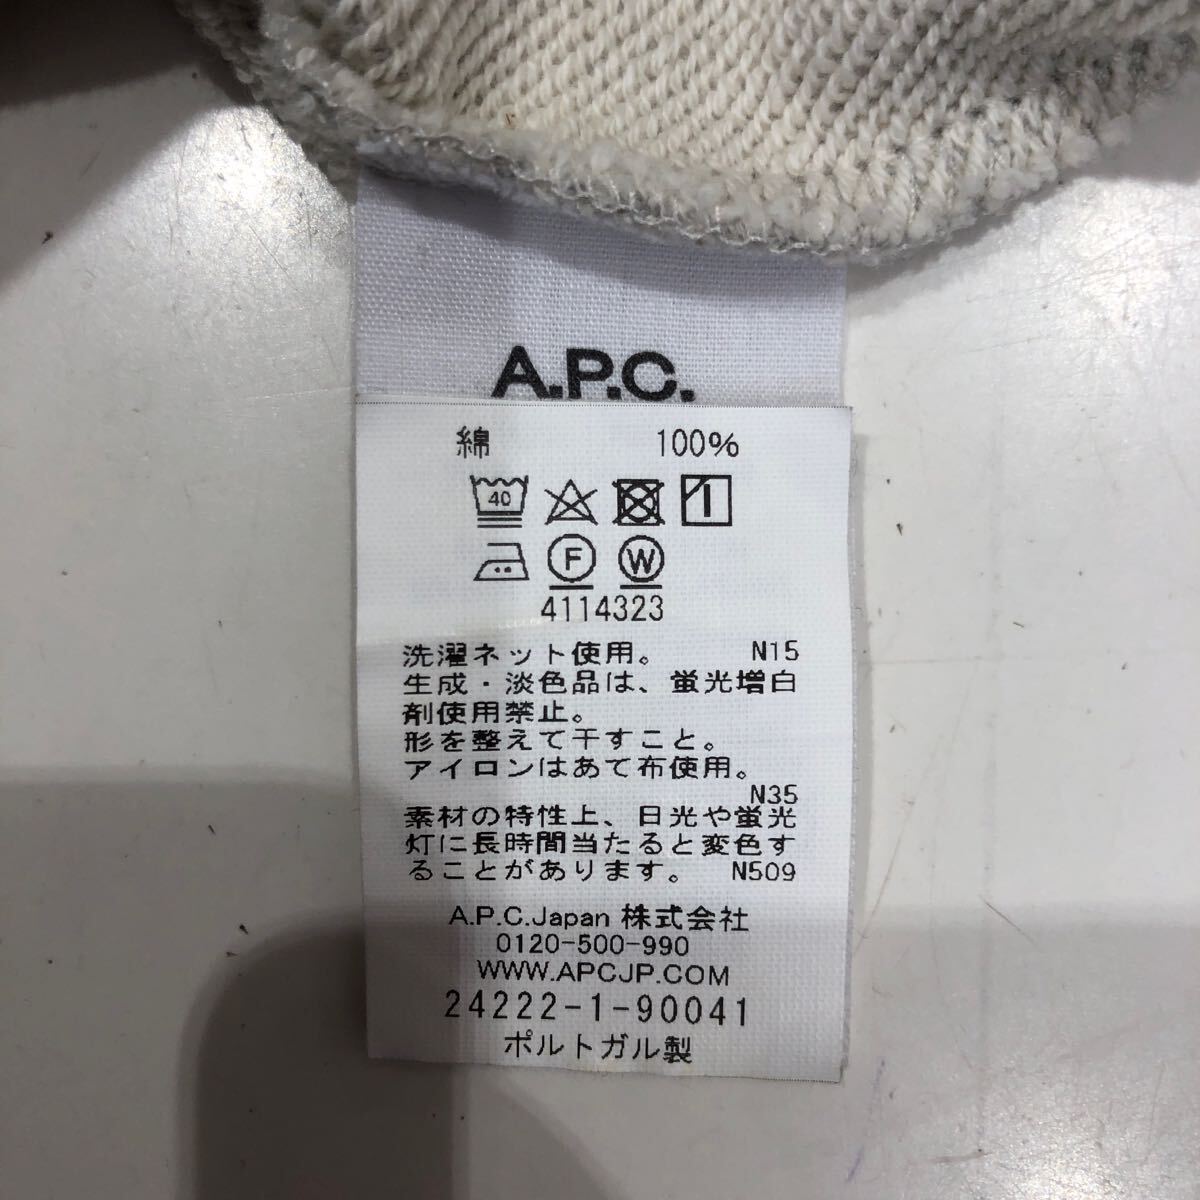 A.P.C.
綿 100%
40
F W
4114323
洗濯ネット使用。 N15
生成・淡色品は、蛍光増白
剤使用禁止。
形を整えて干すこと。
アイロンはあて布使用。
N35
素材の特性上、日光や蛍光
灯に長時間当たると変色す
ることがあります。 N509
A.P.C.Japan 株式会社
0120-500-990
WWW.APCJP.COM
24222-1-90041
ポルトガル製